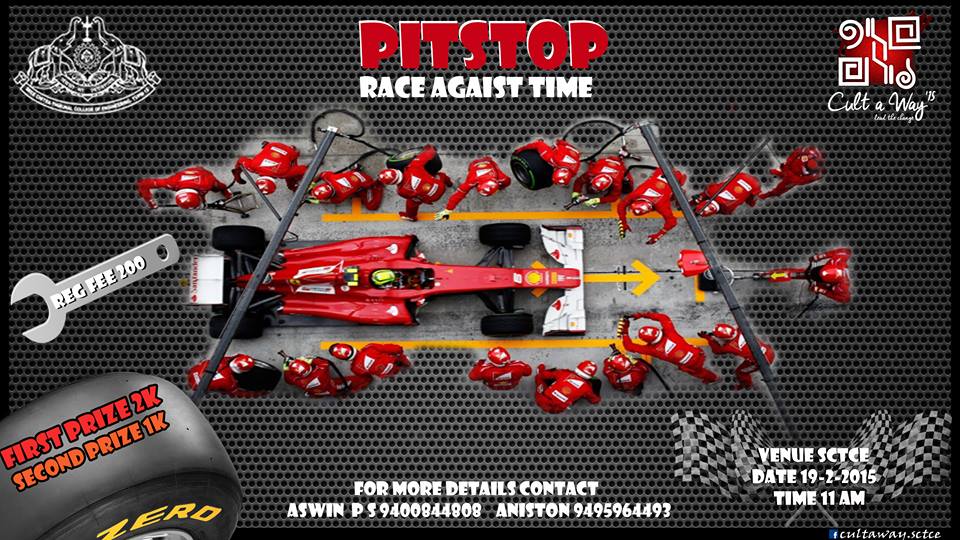 PITSTOP
RACE AGAIST TIME
Cult a Way'15
lead the change
REG FEE 200
FIRST PRIZE 2K
SECOND PRIZE 1K
ZERO
VENUE SCTCE
DATE 19-2-2015
TIME 11 AM
FOR MORE DETAILS CONTACT
ASWIN P S 9400844808 ANISTON 9495964493
f cultaway.sctce